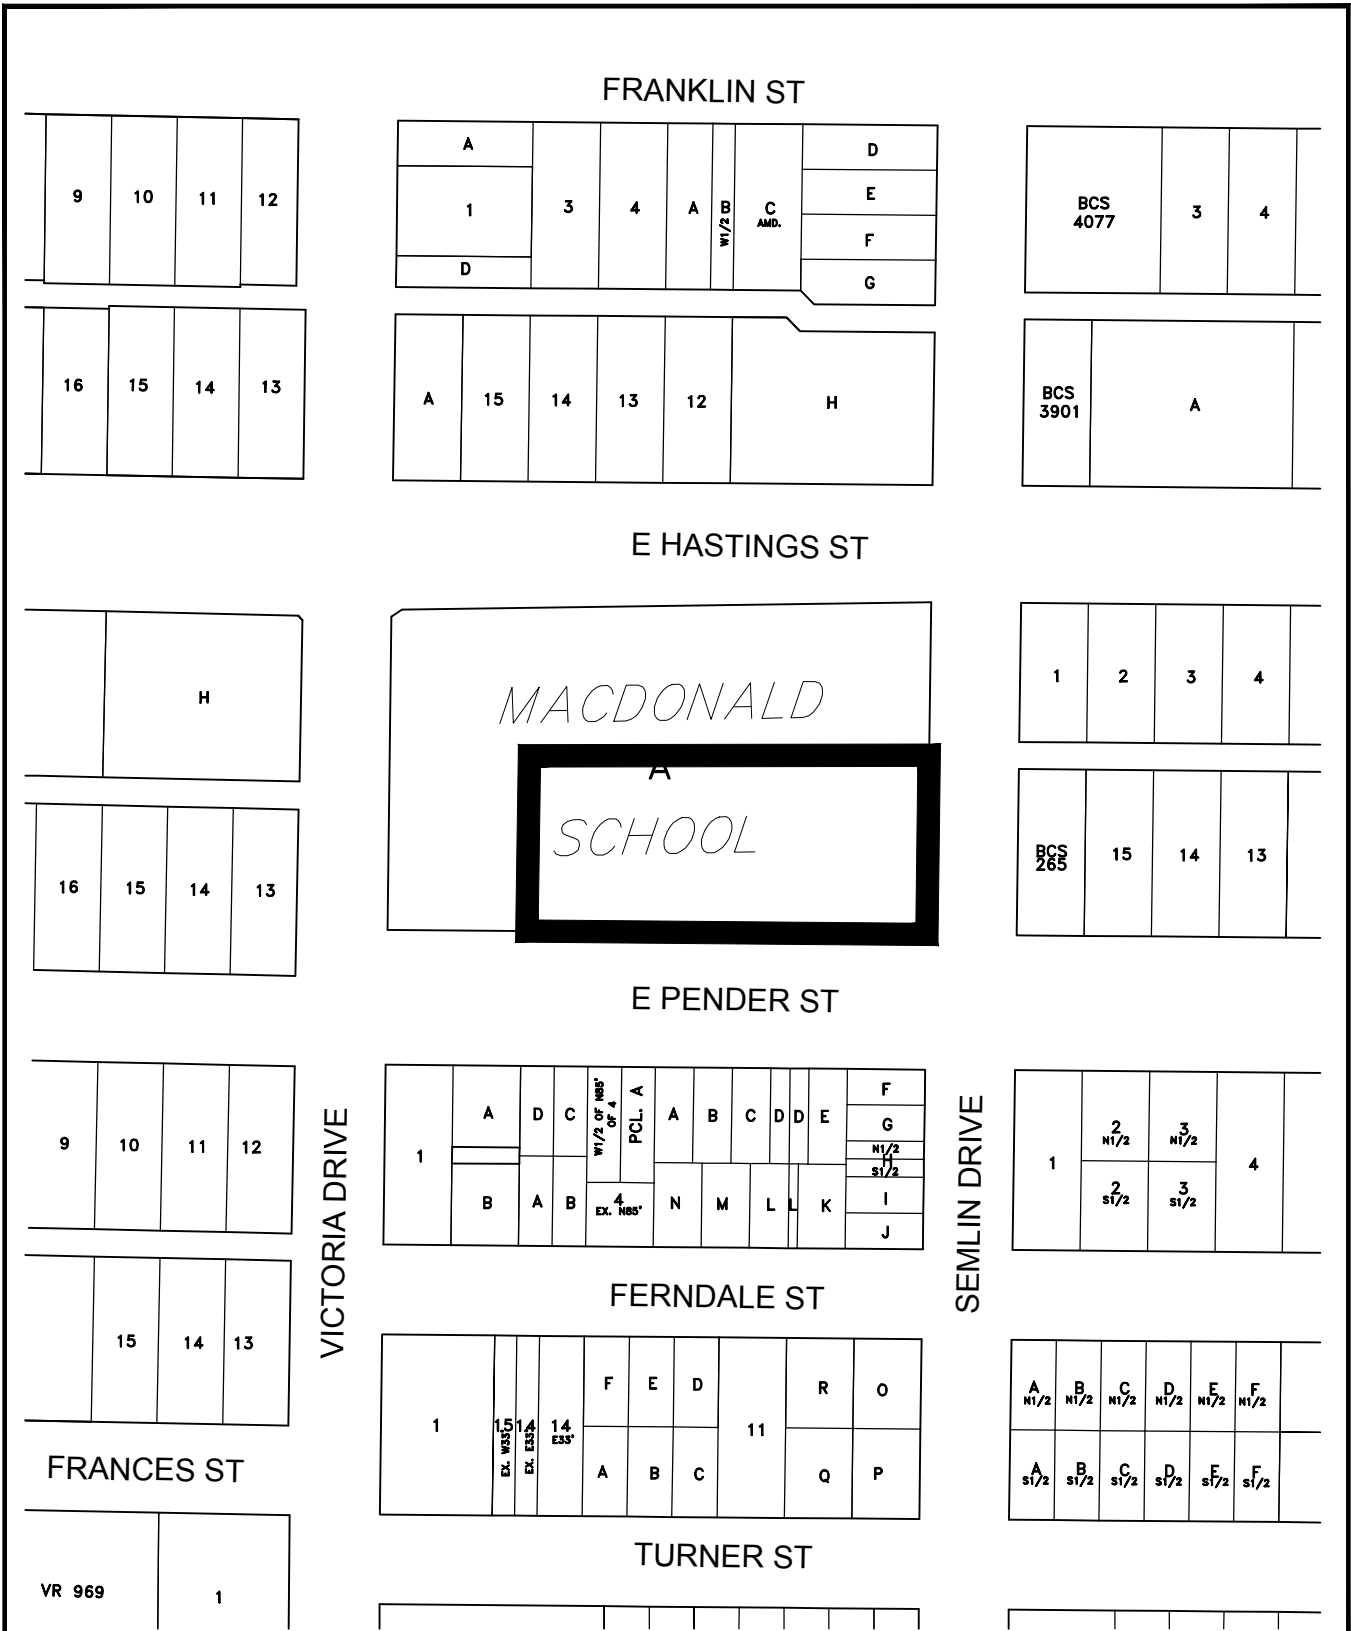 FRANKLIN ST
9 10 11 12
A
1
D
3 4 A
B
W1/2
C
AMD.
D
E
F
G
BCS
4077
3 4
16 15 14 13
A 15 14 13 12 H
BCS
3901
A
E HASTINGS ST
H
MACDONALD
A
SCHOOL
1 2 3 4
16 15 14 13
BCS
265
15 14 13
E PENDER ST
9 10 11 12
VICTORIA DRIVE
1
A
B
D C
A B
W1/2 OF N85'
OF 4
PCL. A
4
EX. N85'
A B C D D E
N M L L K
F
G
N1/2
H
S1/2
I
J
SEMLIN DRIVE
1
2
N1/2
3
N1/2
2
S1/2
3
S1/2
4
FERNDALE ST
15 14 13
1
15
EX. W33'
14
EX. E33'
14
E33'
F E D
A B C
11
R O
Q P
A
N1/2
B
N1/2
C
N1/2
D
N1/2
E
N1/2
F
N1/2
A
S1/2
B
S1/2
C
S1/2
D
S1/2
E
S1/2
F
S1/2
FRANCES ST
TURNER ST
VR 969
1